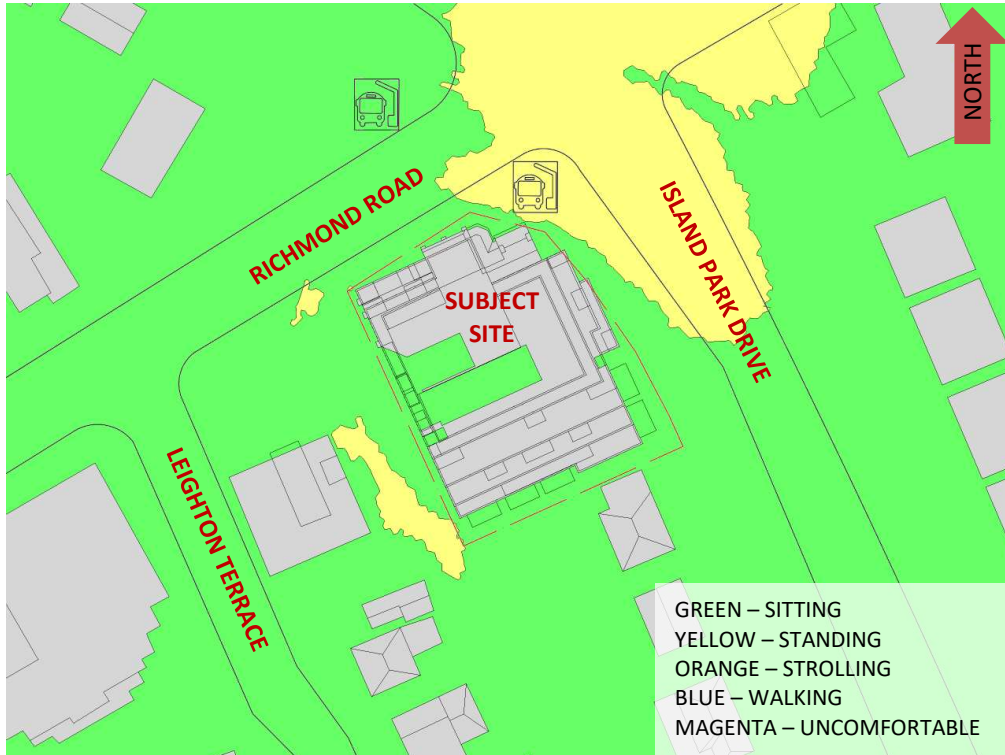 NORTH
RICHMOND ROAD
ISLAND PARK DRIVE
SUBJECT
SITE
LEIGHTON TERRACE
GREEN – SITTING
YELLOW – STANDING
ORANGE – STROLLING
BLUE – WALKING
MAGENTA – UNCOMFORTABLE